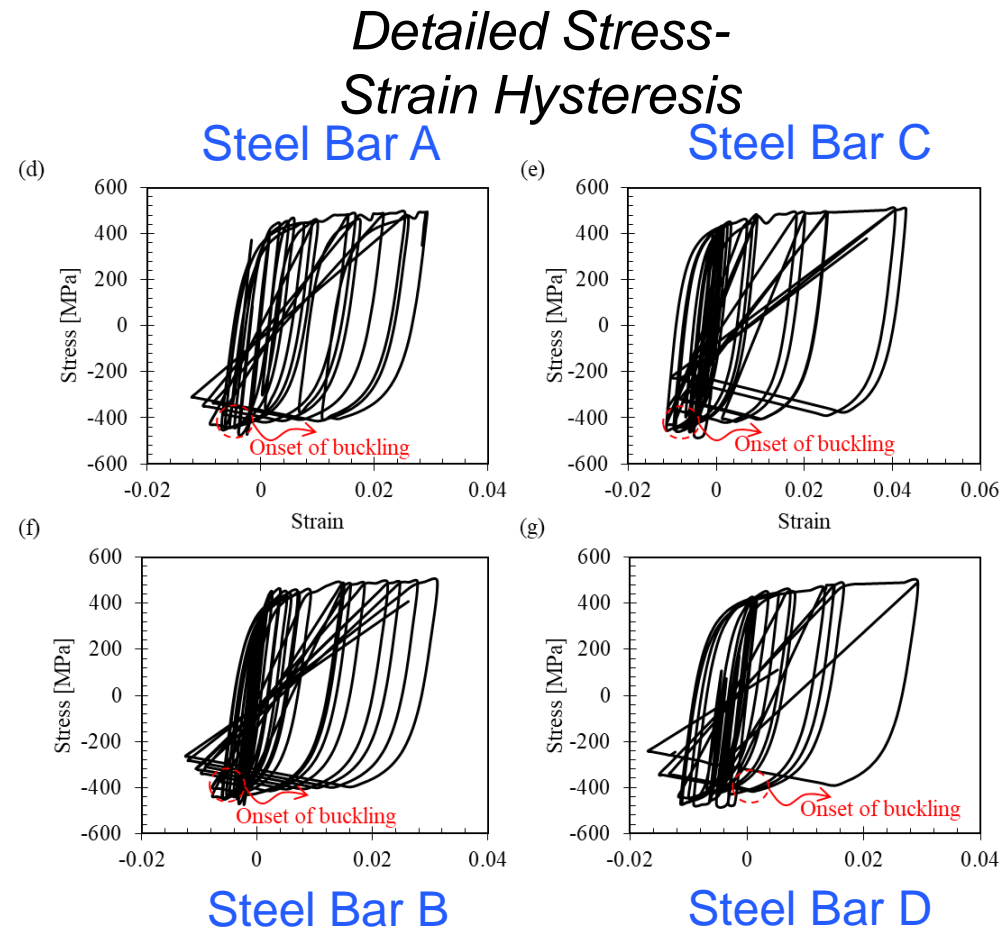 Detailed Stress-
Strain Hysteresis
Steel Bar A
Steel Bar C
(d)
600
400
200
0
-200
-400
-600
Stress [MPa]
Onset of buckling
-0.02
0
0.02
0.04
Strain
(e)
600
400
200
0
-200
-400
-600
Stress [MPa]
Onset of buckling
-0.02
0
0.02
0.04
0.06
Strain
(f)
600
400
200
0
-200
-400
-600
Stress [MPa]
Onset of buckling
-0.02
0
0.02
0.04
(g)
600
400
200
0
-200
-400
-600
Stress [MPa]
Onset of buckling
-0.02
0
0.02
0.04
Steel Bar B
Steel Bar D